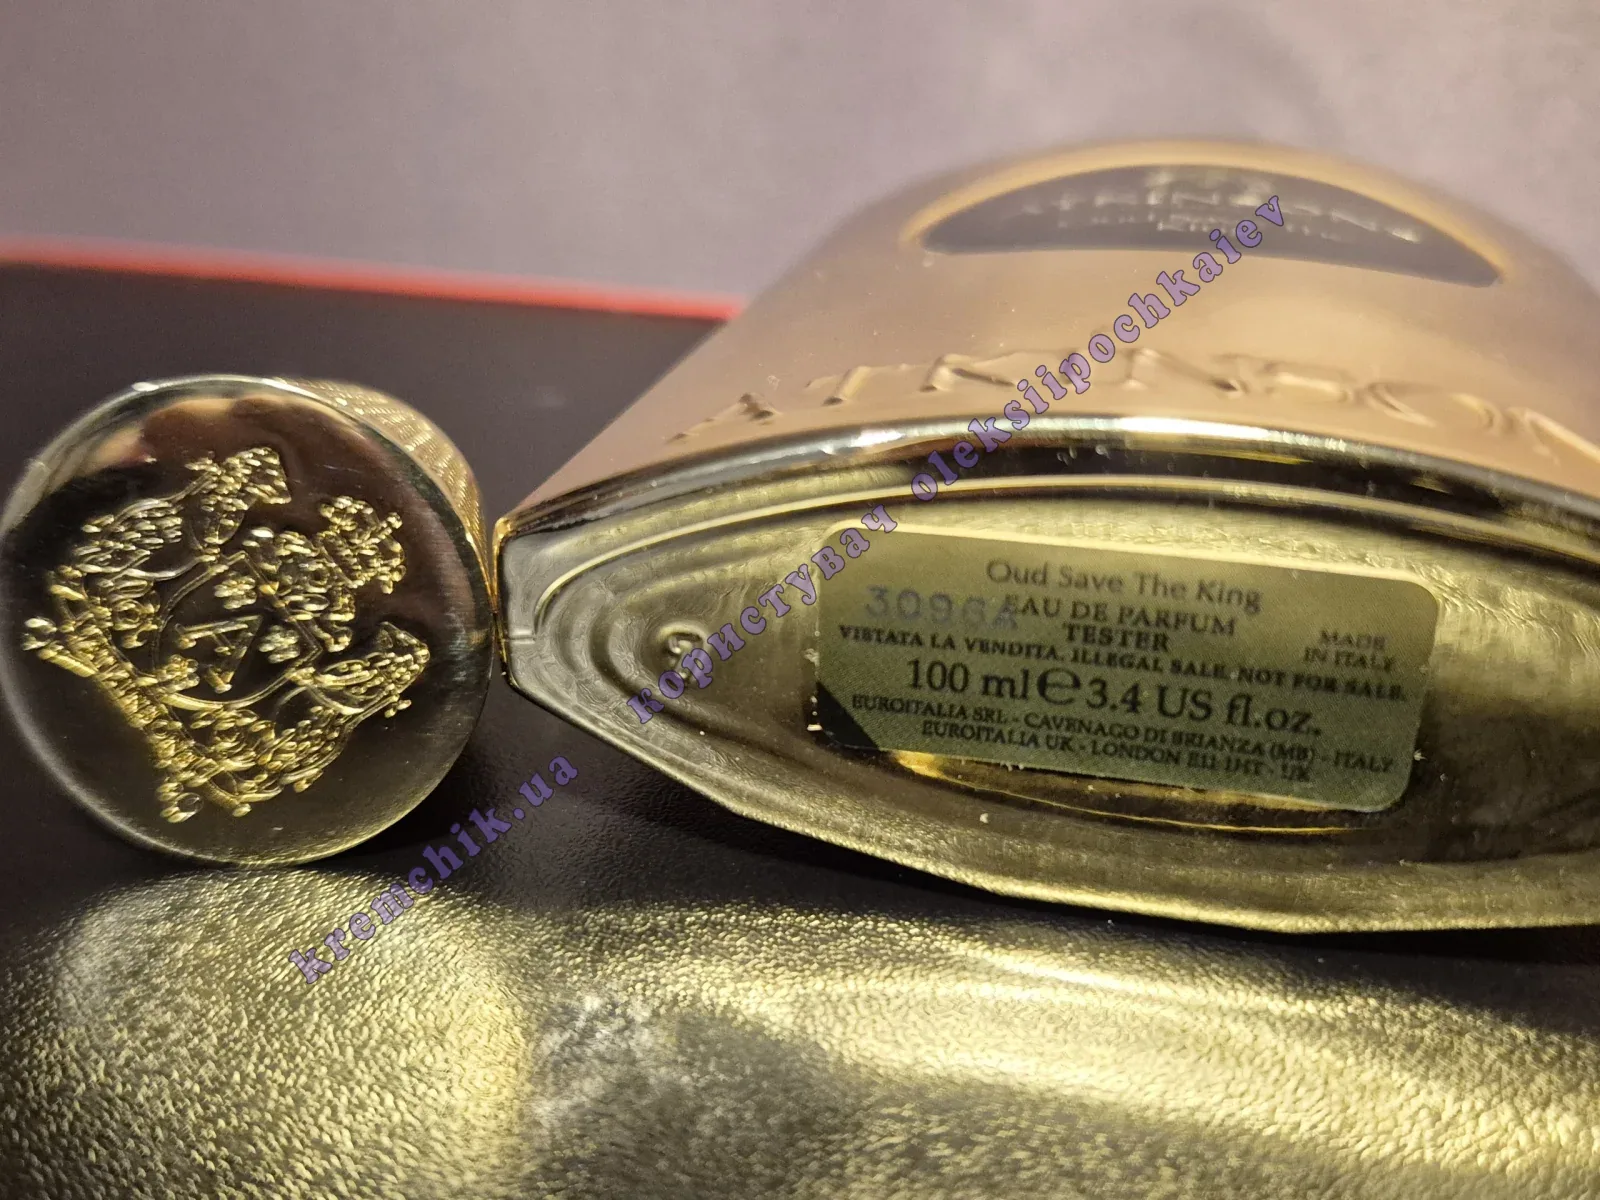 ATKINSONS
ATKINSON
Oud Save The King
3096A
EAU DE PARFUM
TESTER
MADE
IN ITALY
VIETATA LA VENDITA. ILLEGAL SALE. NOT FOR SALE.
100 ml e 3.4 US fl.oz.
EUROITALIA SRL - CAVENAGO DI BRIANZA (MB) - ITALY
EUROITALIA UK - LONDON E11 1HT - UK
A
kremchik.ua користувач oleksiipochkaiev